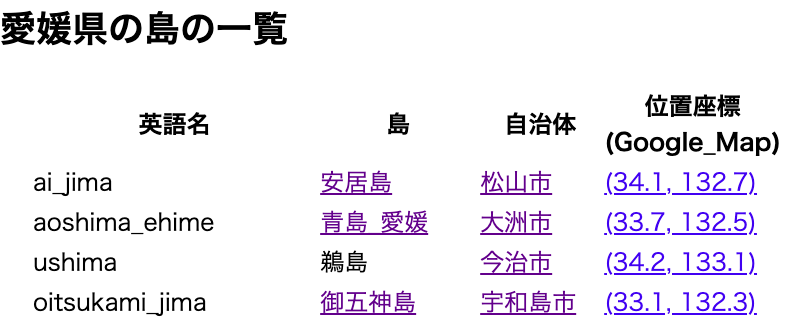 愛媛県の島の一覧
英語名 島 自治体 位置座標
(Google_Map)
ai_jima 安居島 松山市 (34.1, 132.7)
aoshima_ehime 青島_愛媛 大洲市 (33.7, 132.5)
ushima 鵜島 今治市 (34.2, 133.1)
oitsukami_jima 御五神島 宇和島市 (33.1, 132.3)